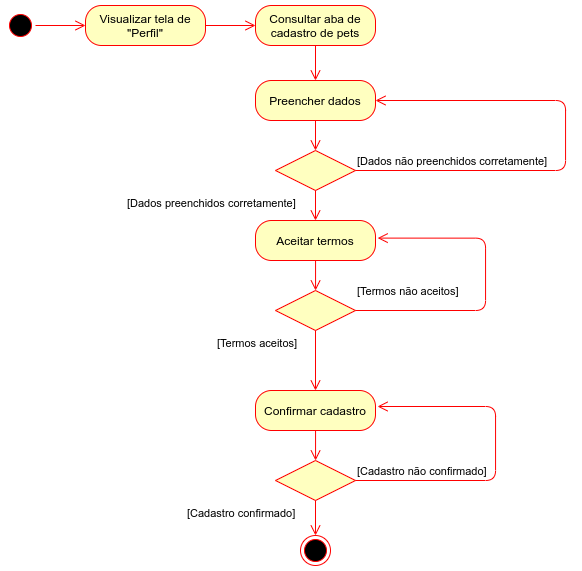 Visualizar tela de
"Perfil"
Consultar aba de
cadastro de pets
Preencher dados
[Dados não preenchidos corretamente]
[Dados preenchidos corretamente]
Aceitar termos
[Termos não aceitos]
[Termos aceitos]
Confirmar cadastro
[Cadastro não confirmado]
[Cadastro confirmado]